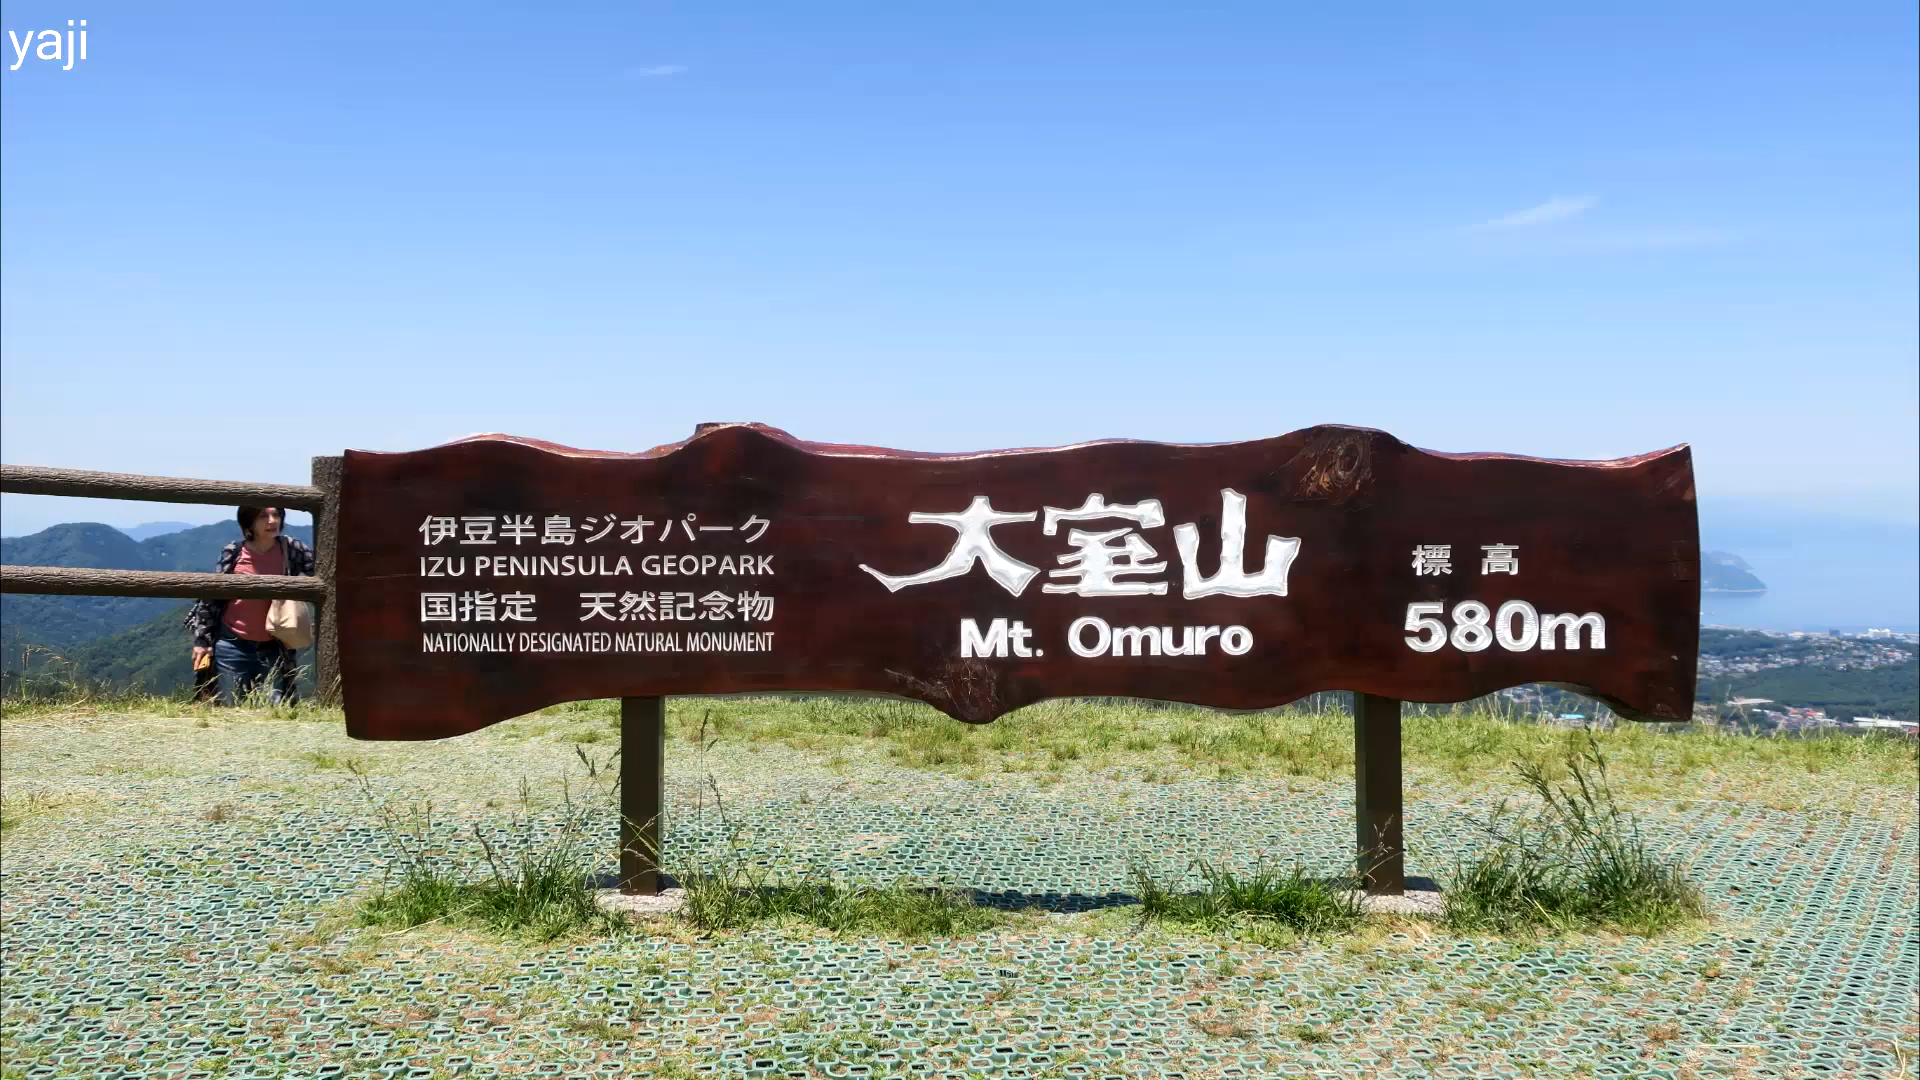 yaji
伊豆半島ジオパーク
IZU PENINSULA GEOPARK
国指定　天然記念物
NATIONALLY DESIGNATED NATURAL MONUMENT
大室山
Mt. Omuro
標 高
580m